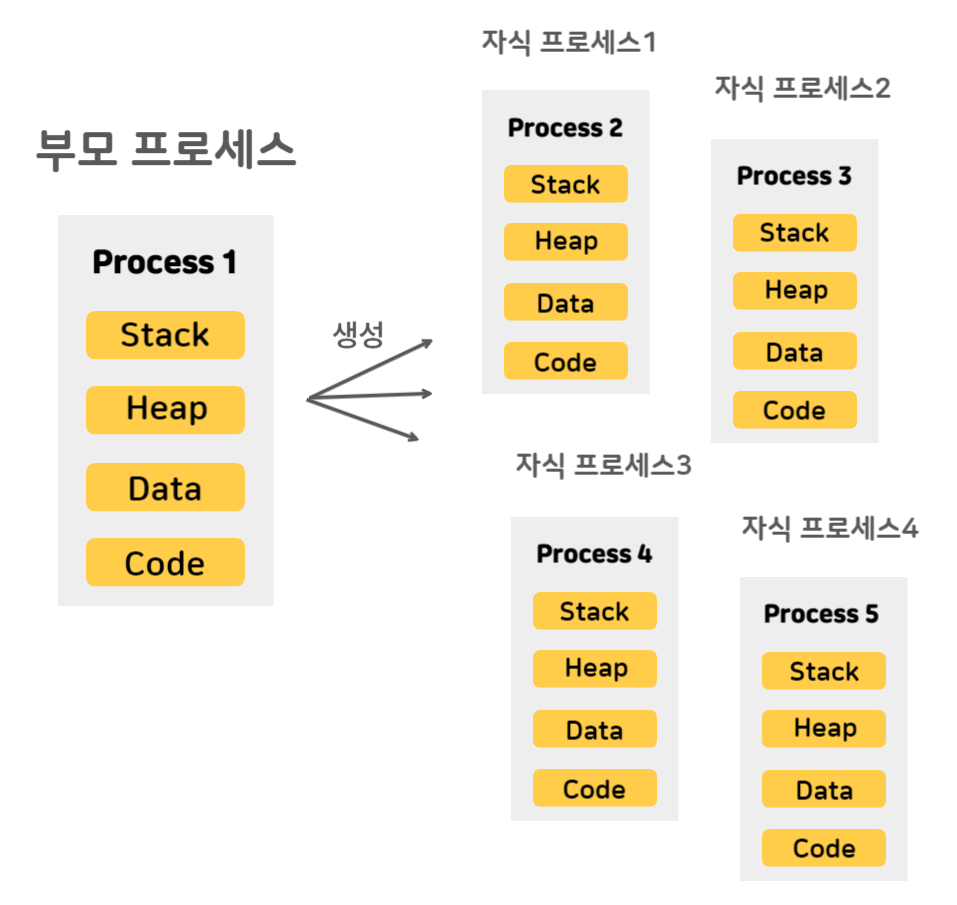 부모 프로세스
Process 1
Stack
Heap
Data
Code
생성
자식 프로세스1
Process 2
Stack
Heap
Data
Code
자식 프로세스2
Process 3
Stack
Heap
Data
Code
자식 프로세스3
Process 4
Stack
Heap
Data
Code
자식 프로세스4
Process 5
Stack
Heap
Data
Code